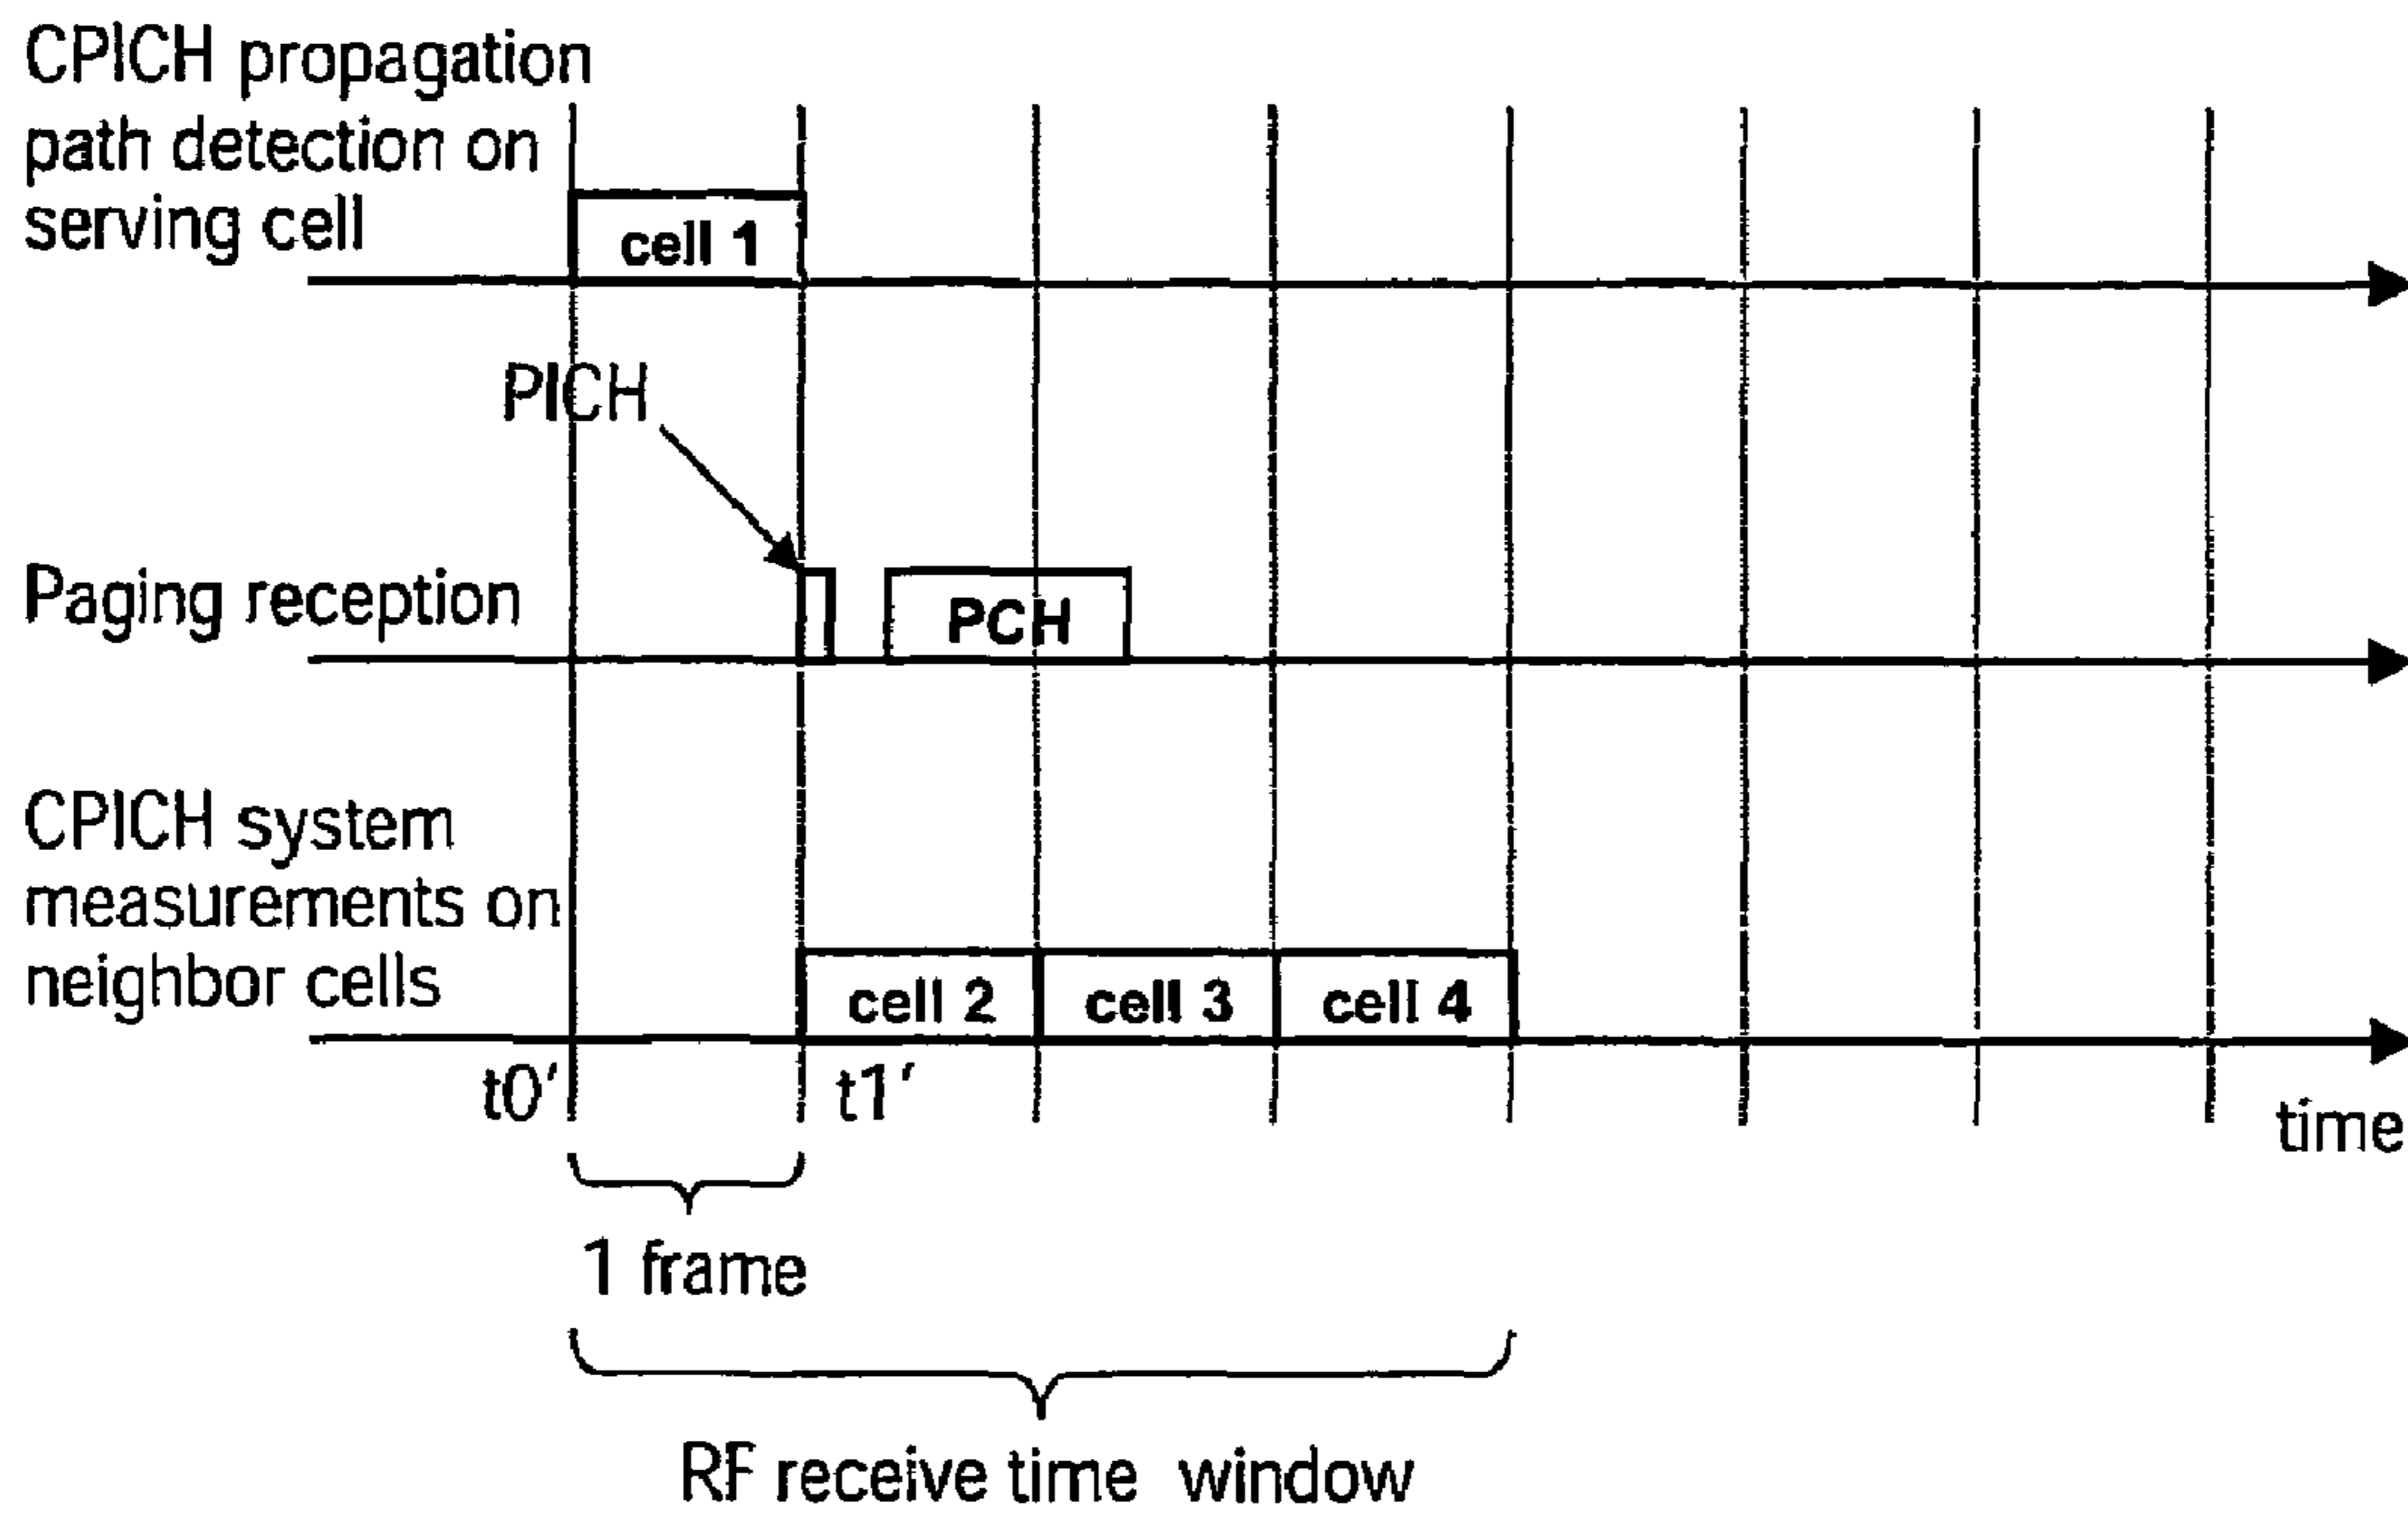 CPICH propagation
path detection on
serving cell
cell 1
PICH
Paging reception
PCH
CPICH system
measurements on
neighbor cells
cell 2 cell 3 cell 4
t0′ t1′
time
1 frame
RF receive time window